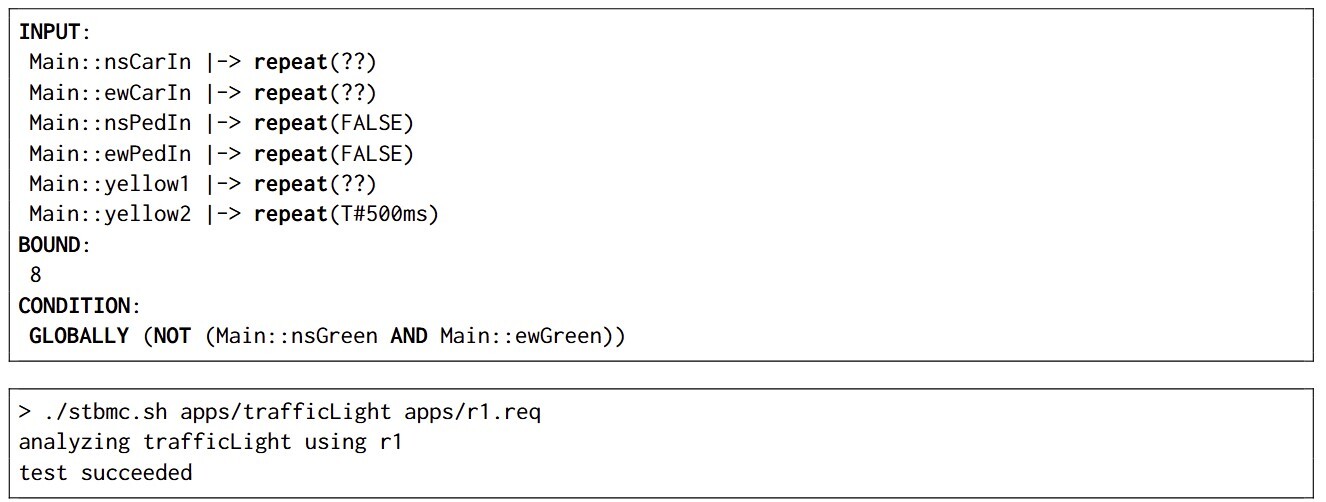 INPUT:
Main::nsCarIn |-> repeat(??)
Main::ewCarIn |-> repeat(??)
Main::nsPedIn |-> repeat(FALSE)
Main::ewPedIn |-> repeat(FALSE)
Main::yellow1 |-> repeat(??)
Main::yellow2 |-> repeat(T#500ms)
BOUND:
8
CONDITION:
GLOBALLY (NOT (Main::nsGreen AND Main::ewGreen))
> ./stbmc.sh apps/trafficLight apps/r1.req
analyzing trafficLight using r1
test succeeded